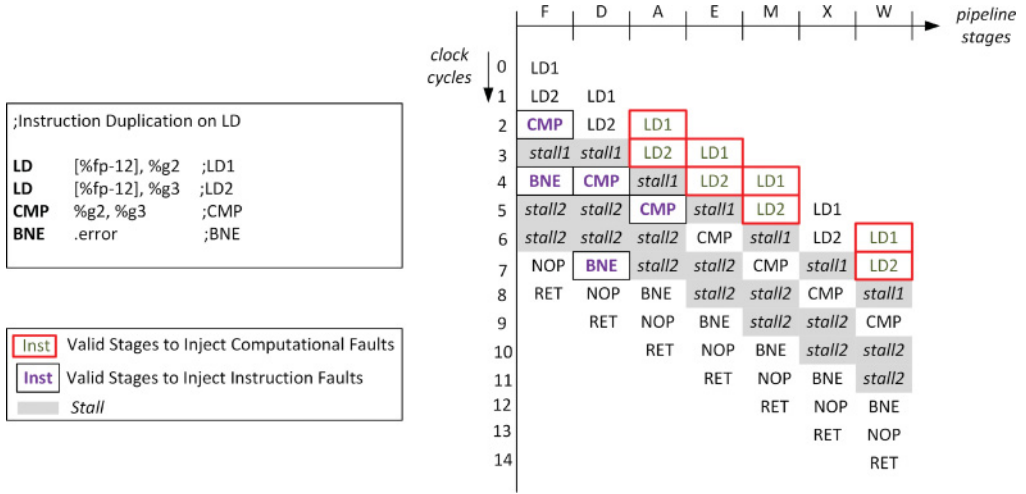 F D A E M X W
pipeline stages
clock cycles
0 LD1
1 LD2 LD1
2 CMP LD2 LD1
3 stall1 stall1 LD2 LD1
4 BNE CMP stall1 LD2 LD1
5 stall2 stall2 CMP stall1 LD2 LD1
6 stall2 stall2 stall2 CMP stall1 LD2 LD1
7 NOP BNE stall2 stall2 CMP stall1 LD2
8 RET NOP BNE stall2 stall2 CMP stall1
9 RET NOP BNE stall2 stall2 CMP
10 RET NOP BNE stall2 stall2
11 RET NOP BNE stall2
12 RET NOP BNE
13 RET NOP
14 RET
;Instruction Duplication on LD
LD [%fp-12], %g2 ;LD1
LD [%fp-12], %g3 ;LD2
CMP %g2, %g3 ;CMP
BNE .error ;BNE
Inst Valid Stages to Inject Computational Faults
Inst Valid Stages to Inject Instruction Faults
Stall